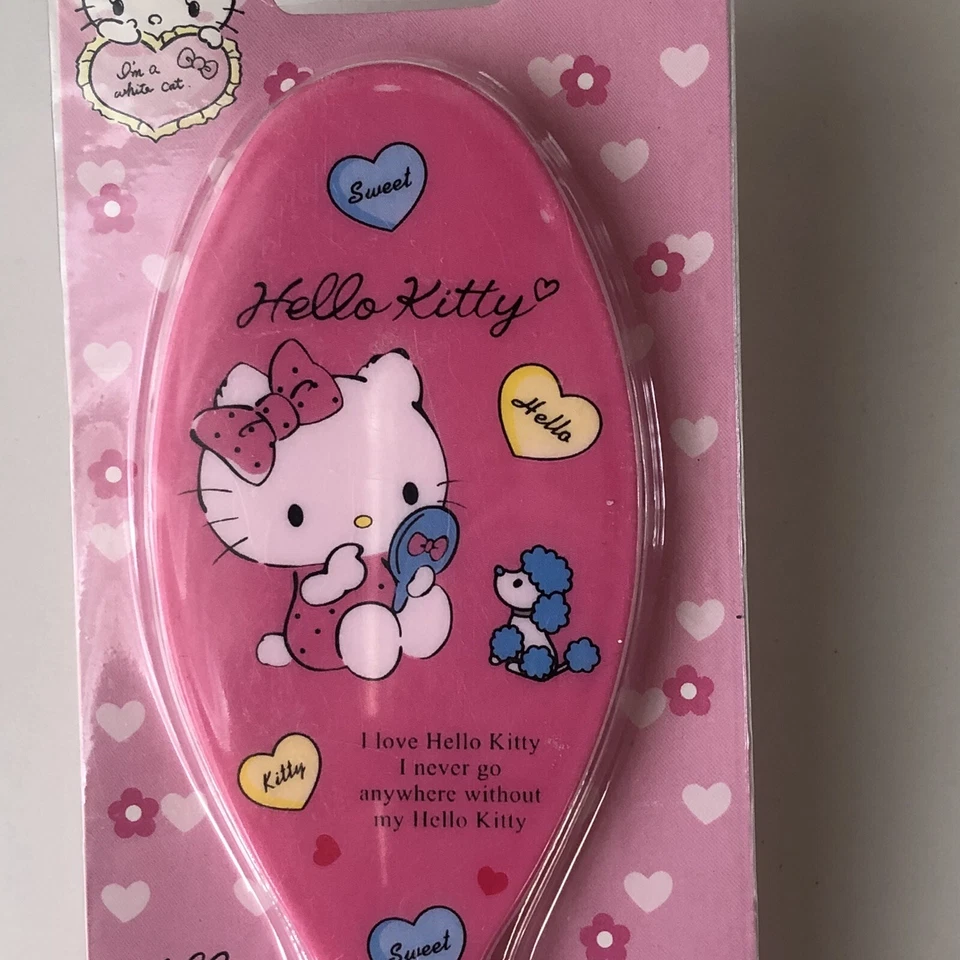 I'm a
white cat.
Sweet
Hello Kitty
Hello
Kitty
I love Hello Kitty
I never go
anywhere without
my Hello Kitty
Sweet